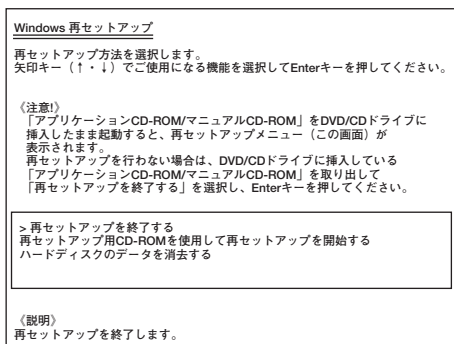 Windows 再セットアップ
再セットアップ方法を選択します。
矢印キー（↑・↓）でご使用になる機能を選択してEnterキーを押してください。
《注意!》
「アプリケーションCD-ROM/マニュアルCD-ROM」をDVD/CDドライブに
挿入したまま起動すると、再セットアップメニュー（この画面）が
表示されます。
再セットアップを行わない場合は、DVD/CDドライブに挿入している
「アプリケーションCD-ROM/マニュアルCD-ROM」を取り出して
「再セットアップを終了する」を選択し、Enterキーを押してください。
> 再セットアップを終了する
再セットアップ用CD-ROMを使用して再セットアップを開始する
ハードディスクのデータを消去する
《説明》
再セットアップを終了します。